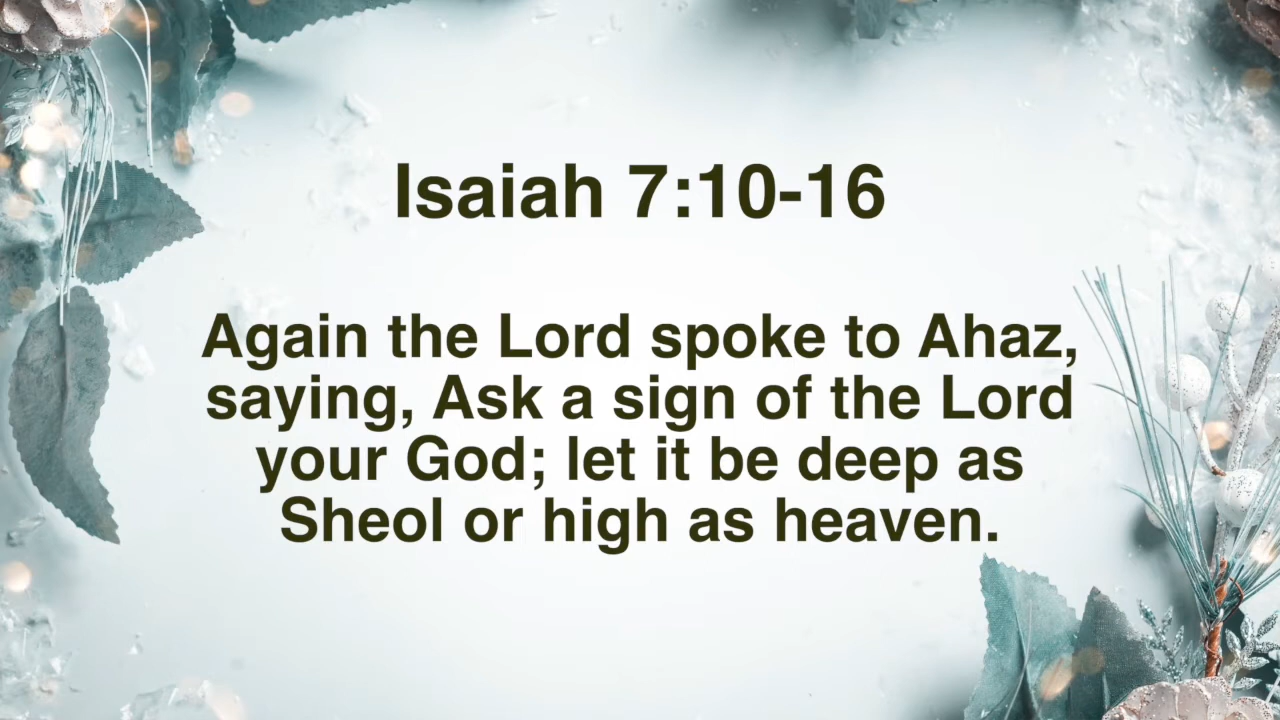 Isaiah 7:10-16
Again the Lord spoke to Ahaz,
saying, Ask a sign of the Lord
your God; let it be deep as
Sheol or high as heaven.